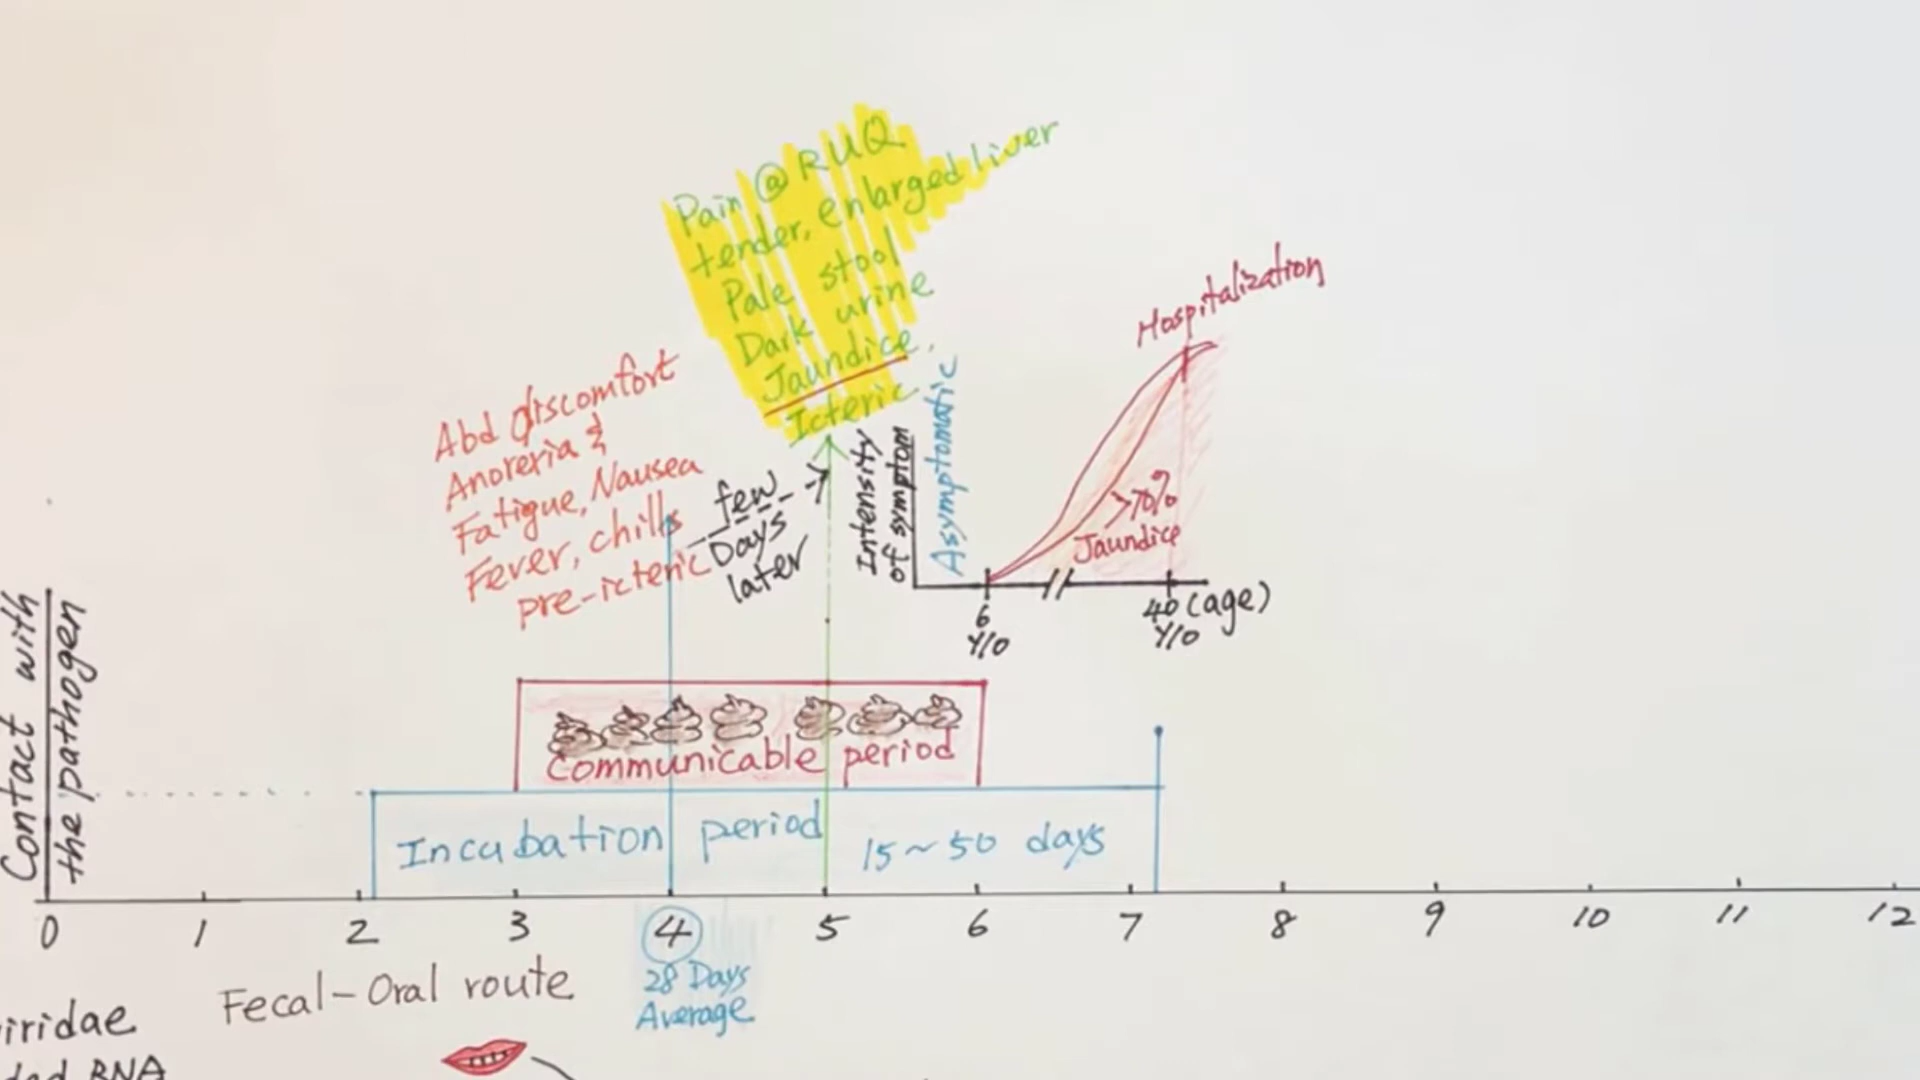 Pain @ RUQ
tender, enlarged liver
Pale stool
Dark urine
Jaundice,
Icteric
Abd discomfort
Anorexia &
Fatigue, Nausea
Fever, chills
pre-icteric
few
Days
later
Intensity
of symptom
Asymptomatic
Hospitalization
>70%
Jaundice
6
Y/O
40 (age)
Y/O
Contact with
the pathogen
Communicable period
Incubation period 15~50 days
0 1 2 3 4 5 6 7 8 9 10 11 12
28 Days
Average
Fecal-Oral route
iridae
ded RNA